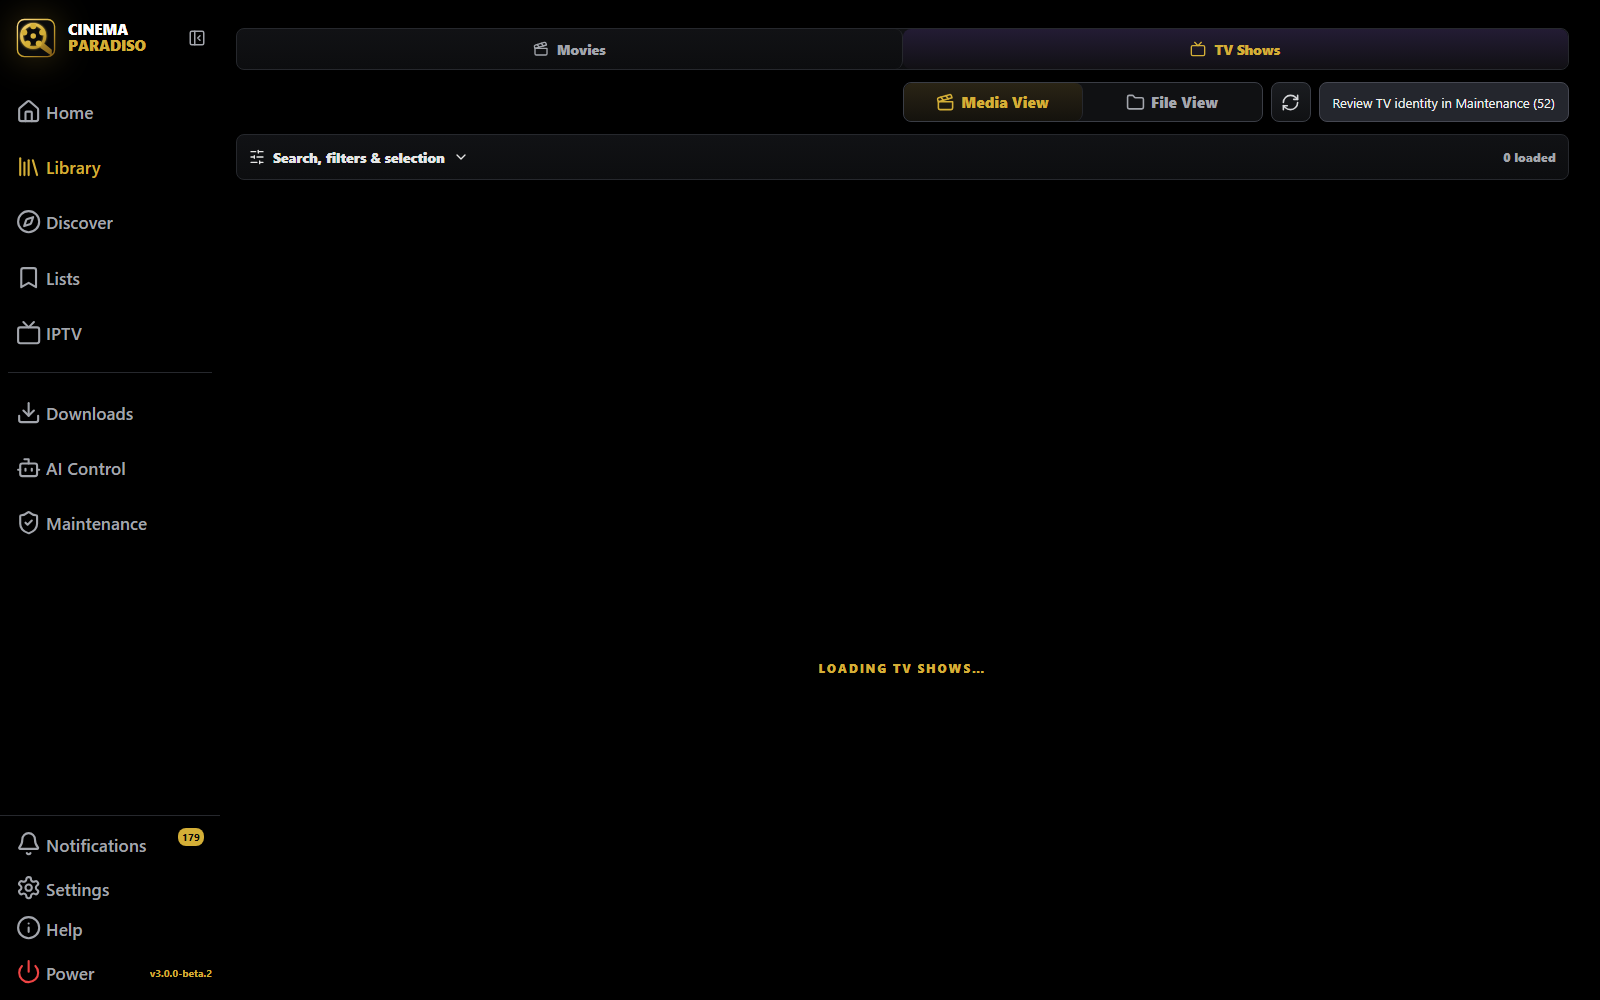 CINEMA
PARADISO
Home
Library
Discover
Lists
IPTV
Downloads
AI Control
Maintenance
Notifications
179
Settings
Help
Power
v3.0.0-beta.2
Movies
TV Shows
Media View
File View
Review TV identity in Maintenance (52)
Search, filters & selection
0 loaded
LOADING TV SHOWS...